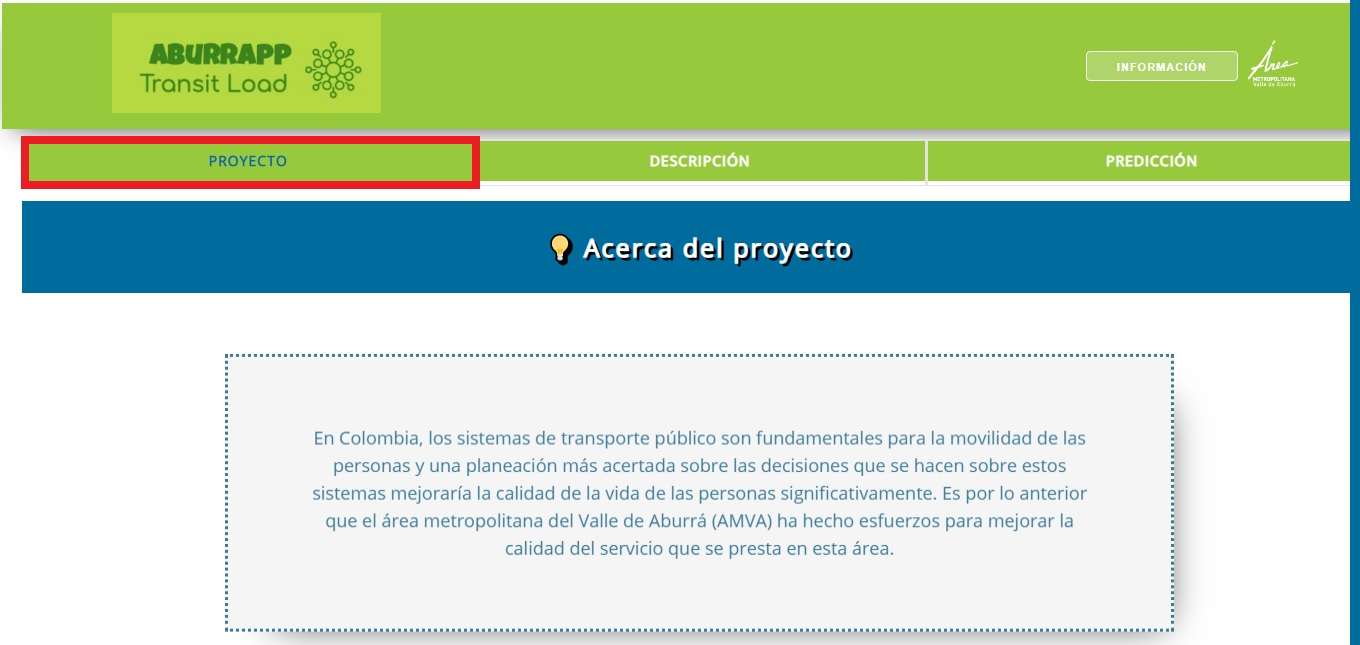 ABURRAPP
Transit Load
INFORMACIÓN
Área
METROPOLITANA
Valle de Aburrá
PROYECTO
DESCRIPCIÓN
PREDICCIÓN
Acerca del proyecto
En Colombia, los sistemas de transporte público son fundamentales para la movilidad de las
personas y una planeación más acertada sobre las decisiones que se hacen sobre estos
sistemas mejoraría la calidad de la vida de las personas significativamente. Es por lo anterior
que el área metropolitana del Valle de Aburrá (AMVA) ha hecho esfuerzos para mejorar la
calidad del servicio que se presta en esta área.